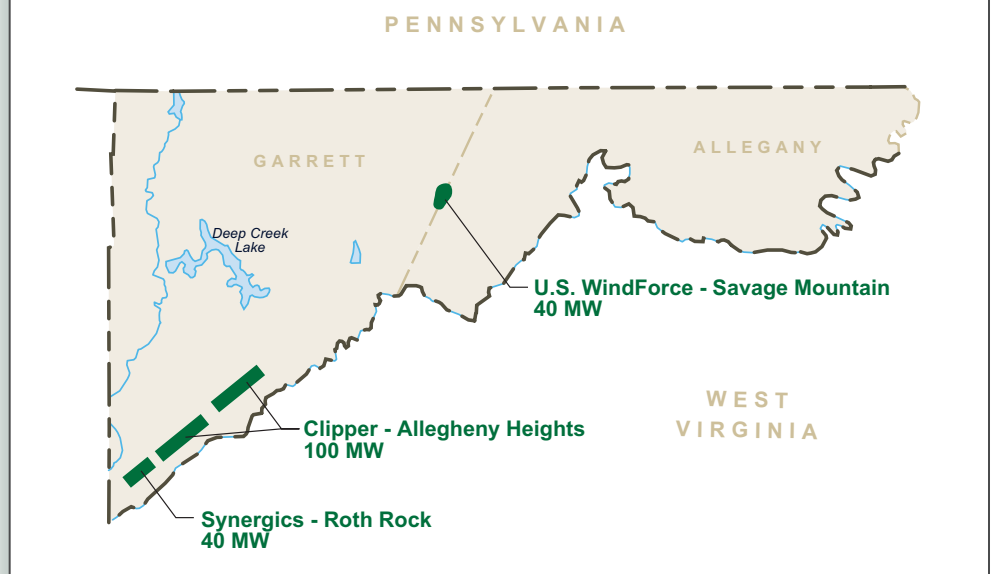 PENNSYLVANIA
GARRETT
ALLEGANY
Deep Creek
Lake
U.S. WindForce - Savage Mountain
40 MW
WEST
VIRGINIA
Clipper - Allegheny Heights
100 MW
Synergics - Roth Rock
40 MW